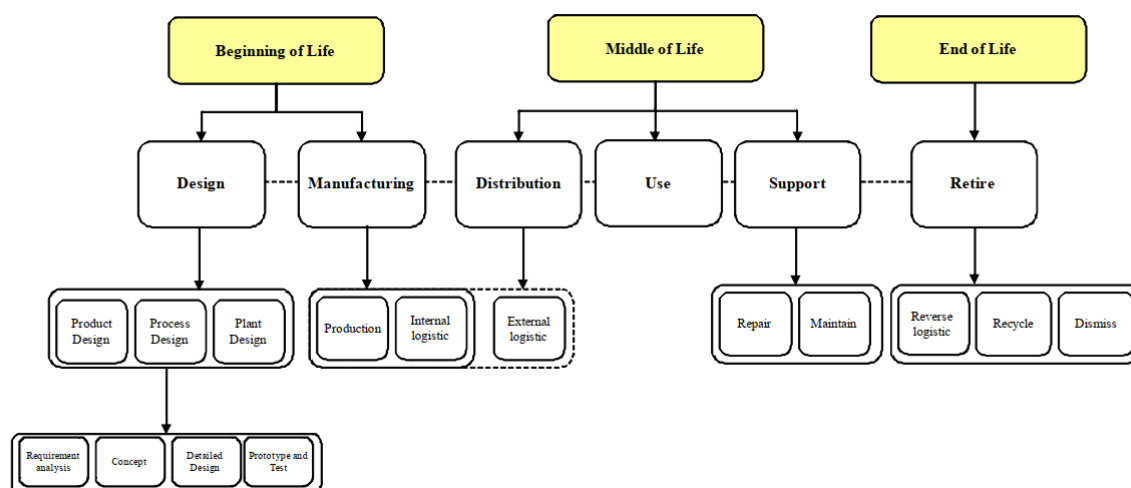 Beginning of Life
Middle of Life
End of Life
Design
Manufacturing
Distribution
Use
Support
Retire
Product
Design
Process
Design
Plant
Design
Production
Internal
logistic
External
logistic
Repair
Maintain
Reverse
logistic
Recycle
Dismiss
Requirement
analysis
Concept
Detailed
Design
Prototype and
Test